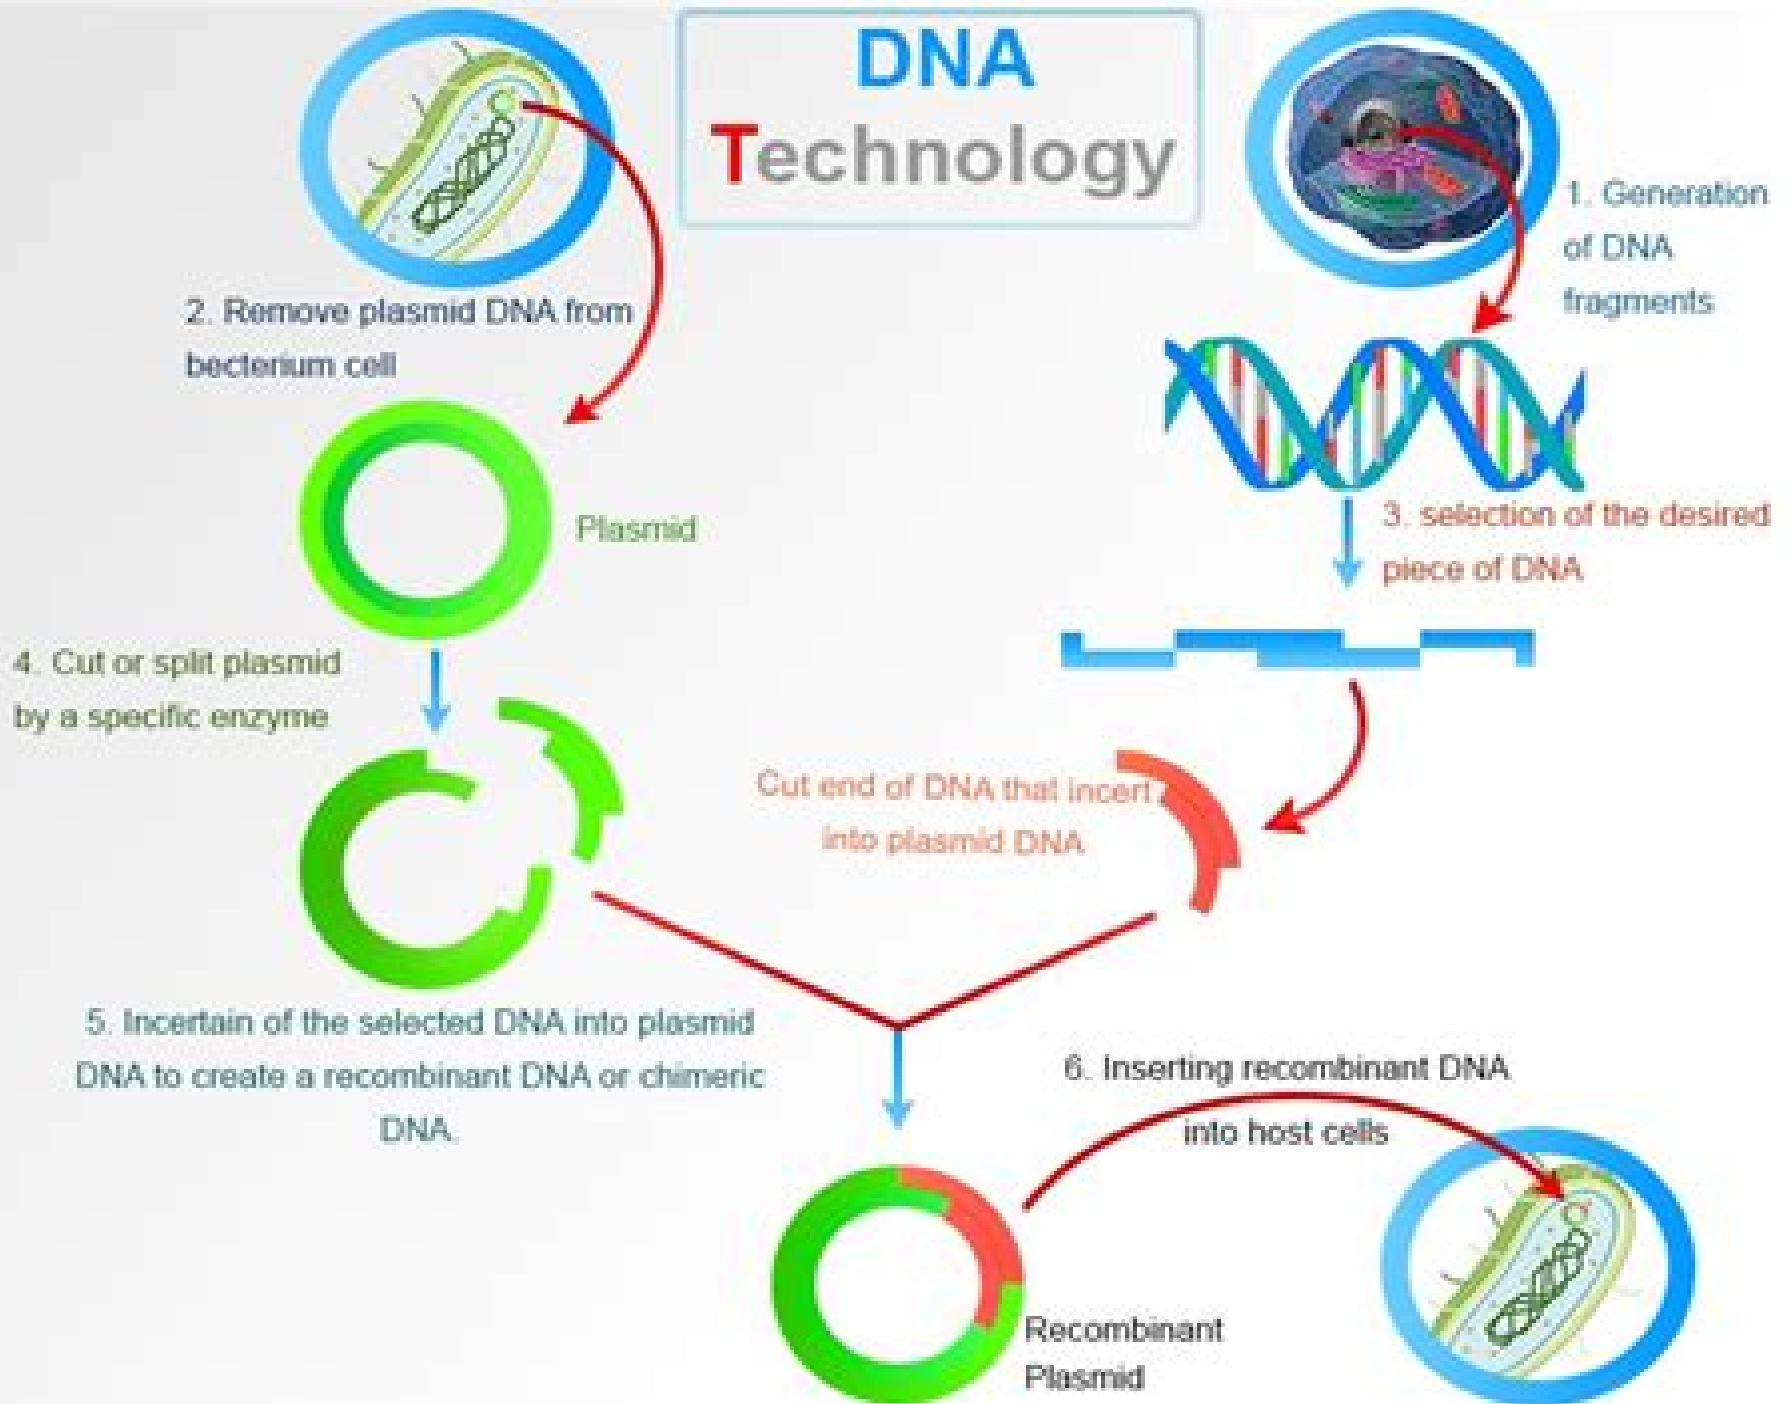 DNA
Technology
1. Generation
of DNA
fragments
2. Remove plasmid DNA from
becterium cell
Plasmid
3. selection of the desired
piece of DNA
4. Cut or split plasmid
by a specific enzyme
Cut end of DNA that incert
into plasmid DNA
5. Incertain of the selected DNA into plasmid
DNA to create a recombinant DNA or chimeric
DNA.
6. Inserting recombinant DNA
into host cells
Recombinant
Plasmid